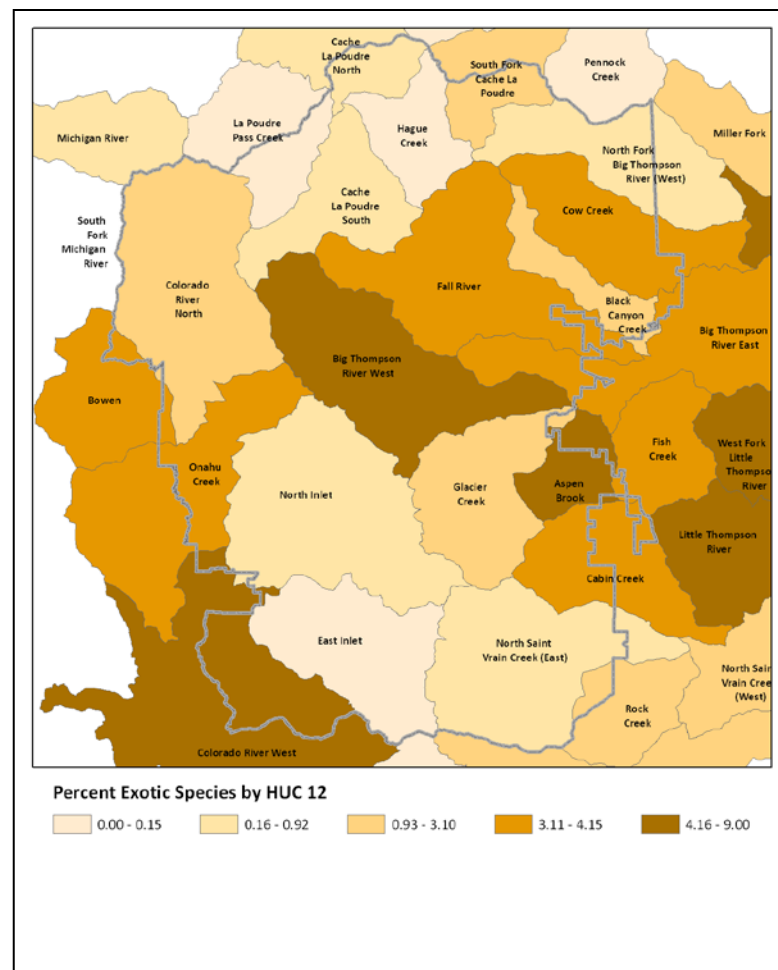 Cache
La Poudre
North
South Fork
Cache La
Poudre
Pennock
Creek
La Poudre
Pass Creek
Hague
Creek
Michigan River
Miller Fork
North Fork
Big Thompson
River (West)
Cache
La Poudre
South
South
Fork
Michigan
River
Cow Creek
Colorado
River
North
Fall River
Black
Canyon
Creek
Big Thompson
River East
Big Thompson
River West
Bowen
Onahu
Creek
Fish
Creek
West Fork
Little
Thompso
River
North Inlet
Glacier
Creek
Aspen
Brook
Little Thompson
River
Cabin Creek
East Inlet
North Saint
Vrain Creek (East)
North Sain
Vrain Cree
(West)
Rock
Creek
Colorado River West
Percent Exotic Species by HUC 12
0.00 - 0.15
0.16 - 0.92
0.93 - 3.10
3.11 - 4.15
4.16 - 9.00